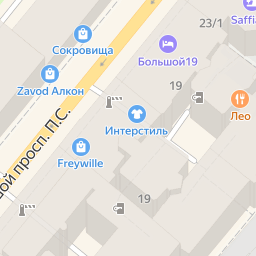 23/1
Saffi
Сокровища
Большой19
Zavod Алкон
19
Лео
Интерстиль
ой просп. П.С.
Freywille
19